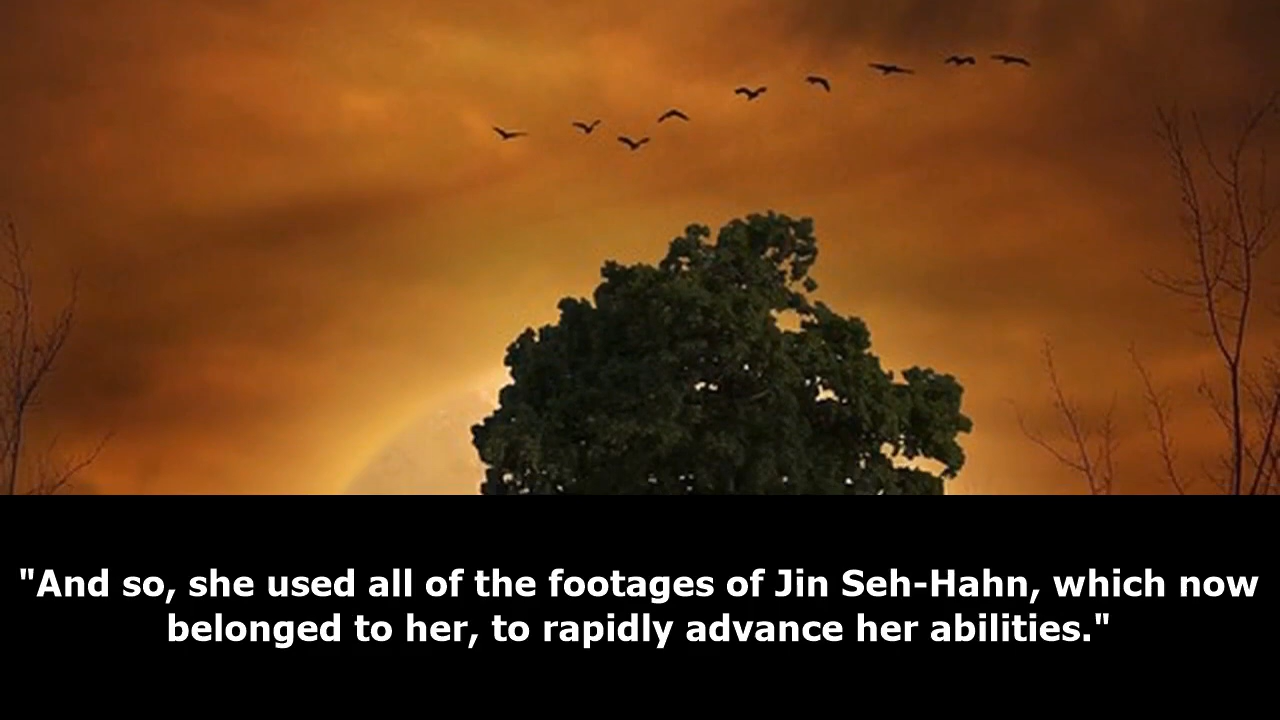 "And so, she used all of the footages of Jin Seh-Hahn, which now
belonged to her, to rapidly advance her abilities."